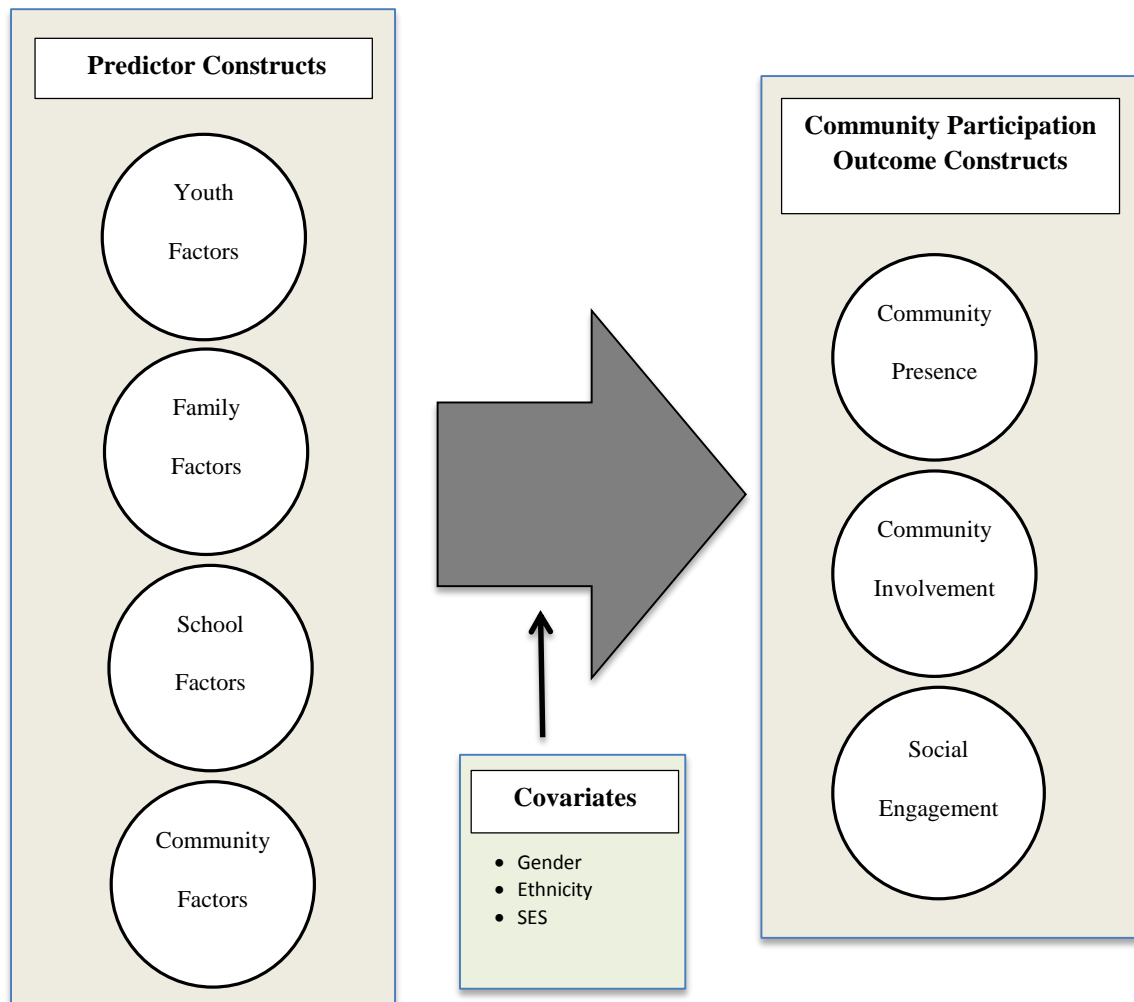 Predictor Constructs
Youth
Factors
Family
Factors
School
Factors
Community
Factors
Covariates
• Gender
• Ethnicity
• SES
Community Participation
Outcome Constructs
Community
Presence
Community
Involvement
Social
Engagement